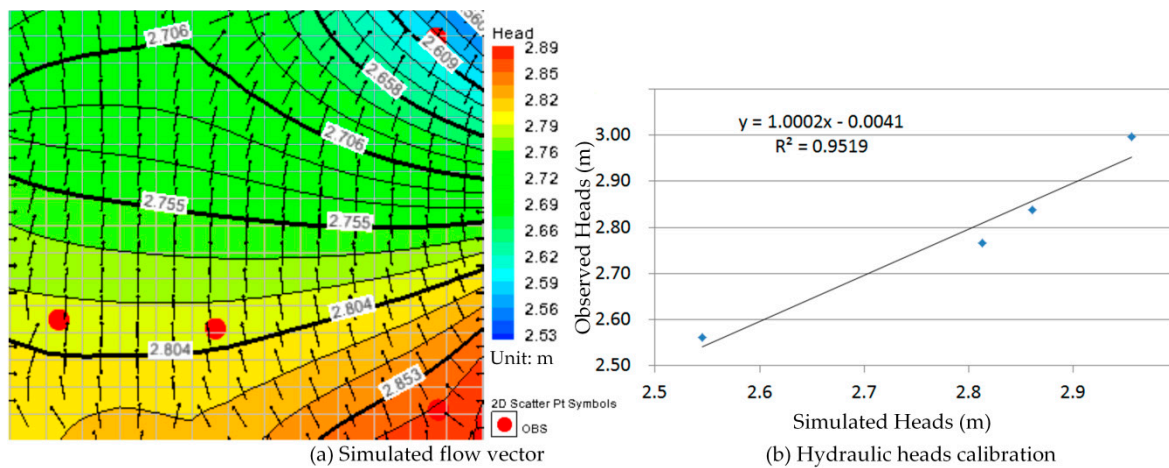 2.706
2.560
2.609
2.658
2.706
2.755
2.755
2.804
2.804
2.853
Head
2.89
2.85
2.82
2.79
2.76
2.72
2.69
2.66
2.62
2.59
2.56
2.53
Unit: m
2D Scatter Pt Symbols
OBS
(a) Simulated flow vector
y = 1.0002x - 0.0041
R² = 0.9519
Observed Heads (m)
3.00
2.90
2.80
2.70
2.60
2.50
2.5 2.6 2.7 2.8 2.9
Simulated Heads (m)
(b) Hydraulic heads calibration